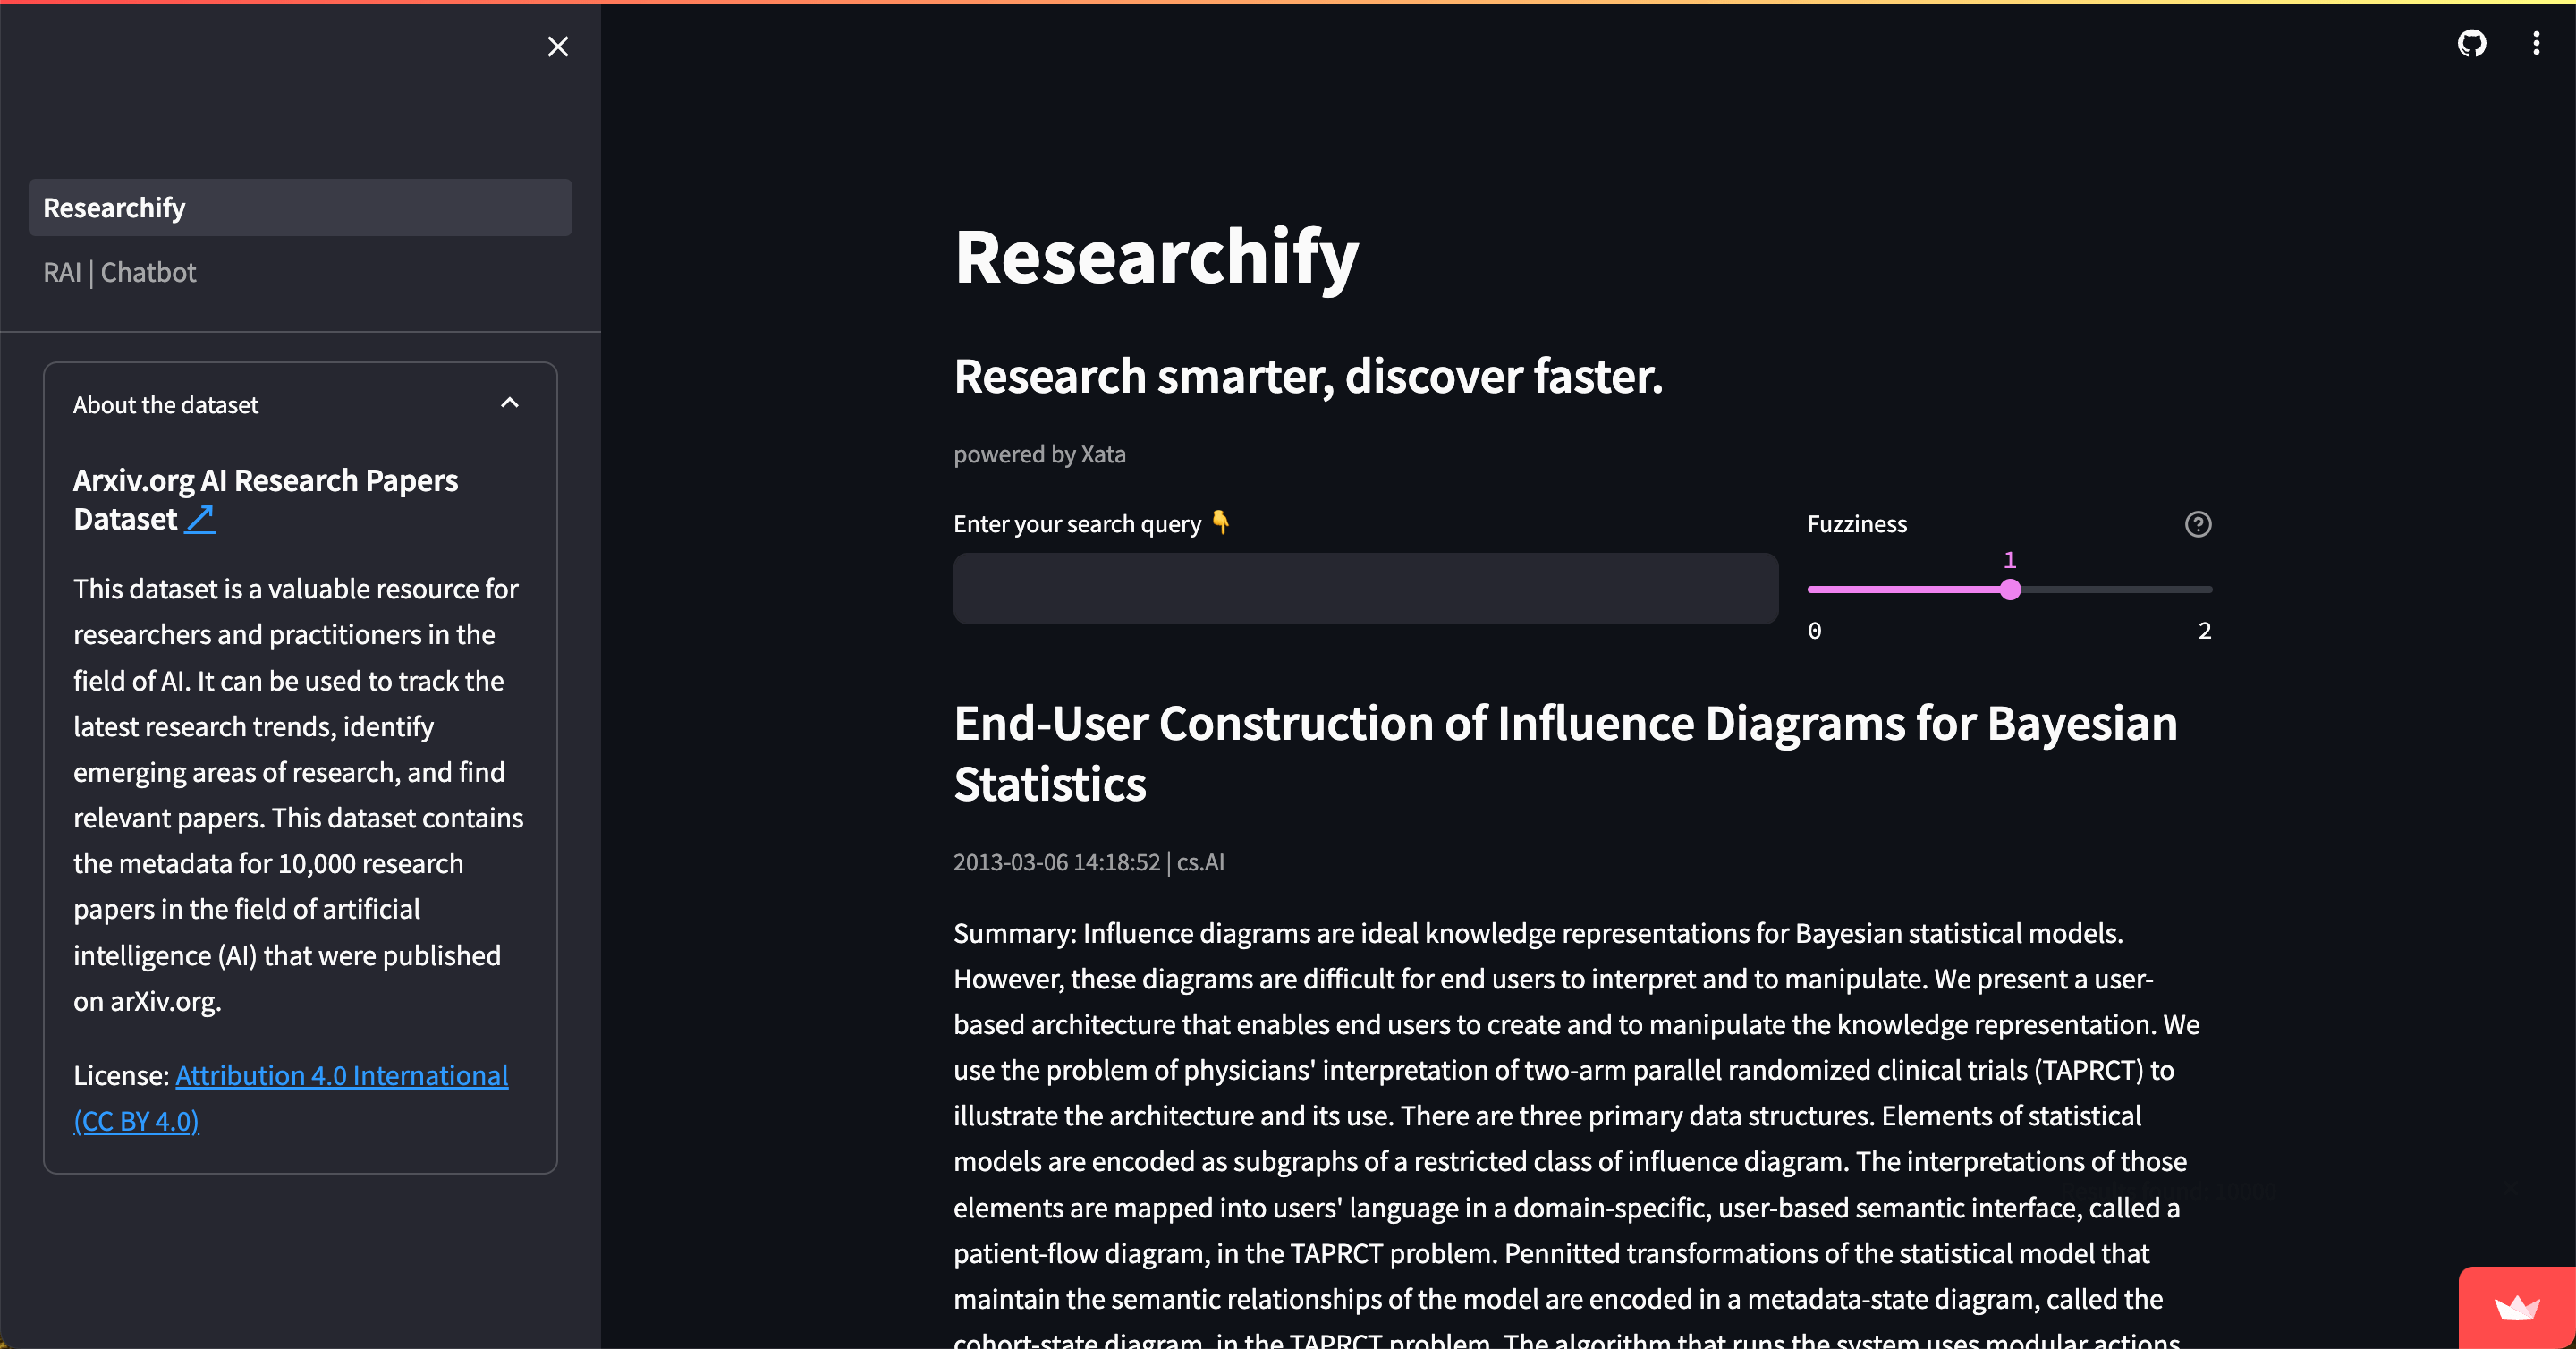 Researchify
RAI | Chatbot
About the dataset
Arxiv.org AI Research Papers
Dataset
This dataset is a valuable resource for
researchers and practitioners in the
field of AI. It can be used to track the
latest research trends, identify
emerging areas of research, and find
relevant papers. This dataset contains
the metadata for 10,000 research
papers in the field of artificial
intelligence (AI) that were published
on arXiv.org.
License: Attribution 4.0 International
(CC BY 4.0)
Researchify
Research smarter, discover faster.
powered by Xata
Enter your search query 👇
Fuzziness
1
0
2
End-User Construction of Influence Diagrams for Bayesian
Statistics
2013-03-06 14:18:52 | cs.AI
Summary: Influence diagrams are ideal knowledge representations for Bayesian statistical models.
However, these diagrams are difficult for end users to interpret and to manipulate. We present a user-
based architecture that enables end users to create and to manipulate the knowledge representation. We
use the problem of physicians' interpretation of two-arm parallel randomized clinical trials (TAPRCT) to
illustrate the architecture and its use. There are three primary data structures. Elements of statistical
models are encoded as subgraphs of a restricted class of influence diagram. The interpretations of those
elements are mapped into users' language in a domain-specific, user-based semantic interface, called a
patient-flow diagram, in the TAPRCT problem. Pennitted transformations of the statistical model that
maintain the semantic relationships of the model are encoded in a metadata-state diagram, called the
cohort-state diagram, in the TAPRCT problem. The algorithm that runs the system uses modular actions